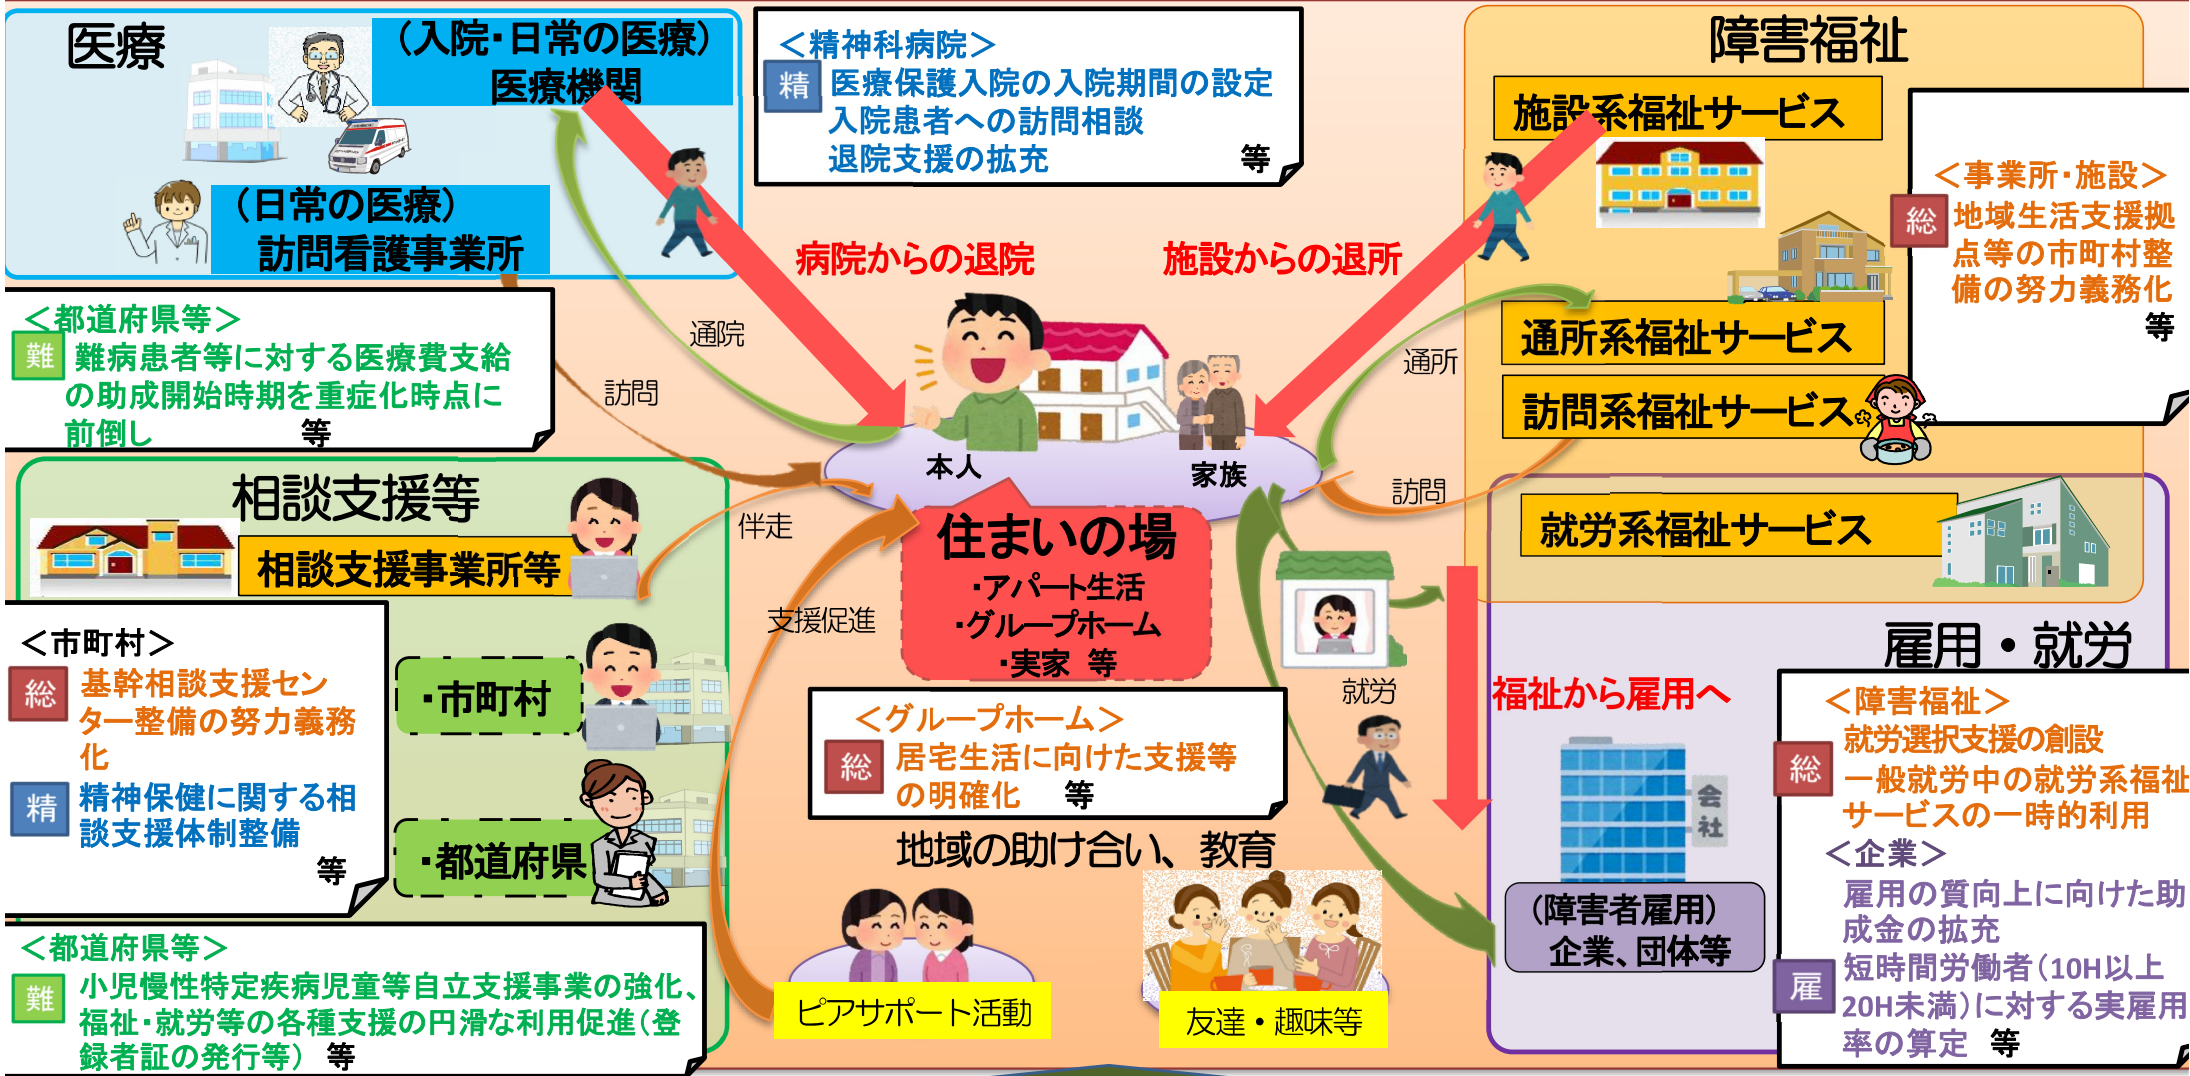 医療
（入院・日常の医療）
医療機関
（日常の医療）
訪問看護事業所
＜精神科病院＞
精
医療保護入院の入院期間の設定
入院患者への訪問相談
退院支援の拡充
等
障害福祉
施設系福祉サービス
通所系福祉サービス
訪問系福祉サービス
就労系福祉サービス
＜事業所・施設＞
総
地域生活支援拠
点等の市町村整
備の努力義務化
等
病院からの退院
施設からの退所
通院
訪問
通所
訪問
＜都道府県等＞
難
難病患者等に対する医療費支給
の助成開始時期を重症化時点に
前倒し
等
本人
家族
住まいの場
・アパート生活
・グループホーム
・実家 等
相談支援等
相談支援事業所等
伴走
支援促進
＜市町村＞
総
基幹相談支援セン
ター整備の努力義務
化
精
精神保健に関する相
談支援体制整備
等
・市町村
・都道府県
＜都道府県等＞
難
小児慢性特定疾病児童等自立支援事業の強化、
福祉・就労等の各種支援の円滑な利用促進（登
録者証の発行等） 等
＜グループホーム＞
総
居宅生活に向けた支援等
の明確化 等
地域の助け合い、教育
ピアサポート活動
友達・趣味等
就労
福祉から雇用へ
雇用・就労
会
社
（障害者雇用）
企業、団体等
＜障害福祉＞
就労選択支援の創設
総
一般就労中の就労系福祉
サービスの一時的利用
＜企業＞
雇用の質向上に向けた助
成金の拡充
雇
短時間労働者（10H以上
20H未満）に対する実雇用
率の算定 等